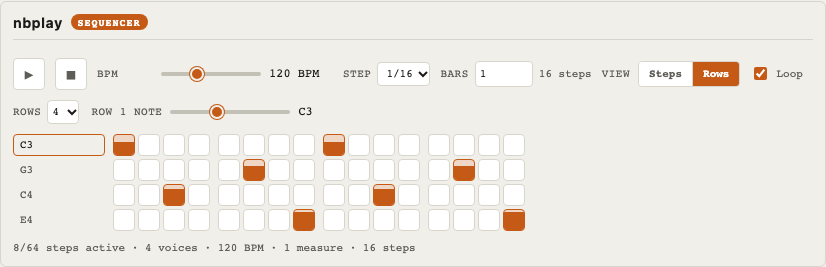 nbplay SEQUENCER
▶ ■ BPM 120 BPM STEP 1/16 BARS 1 16 steps VIEW Steps Rows Loop
ROWS 4 ROW 1 NOTE C3
C3
G3
C4
E4
8/64 steps active · 4 voices · 120 BPM · 1 measure · 16 steps